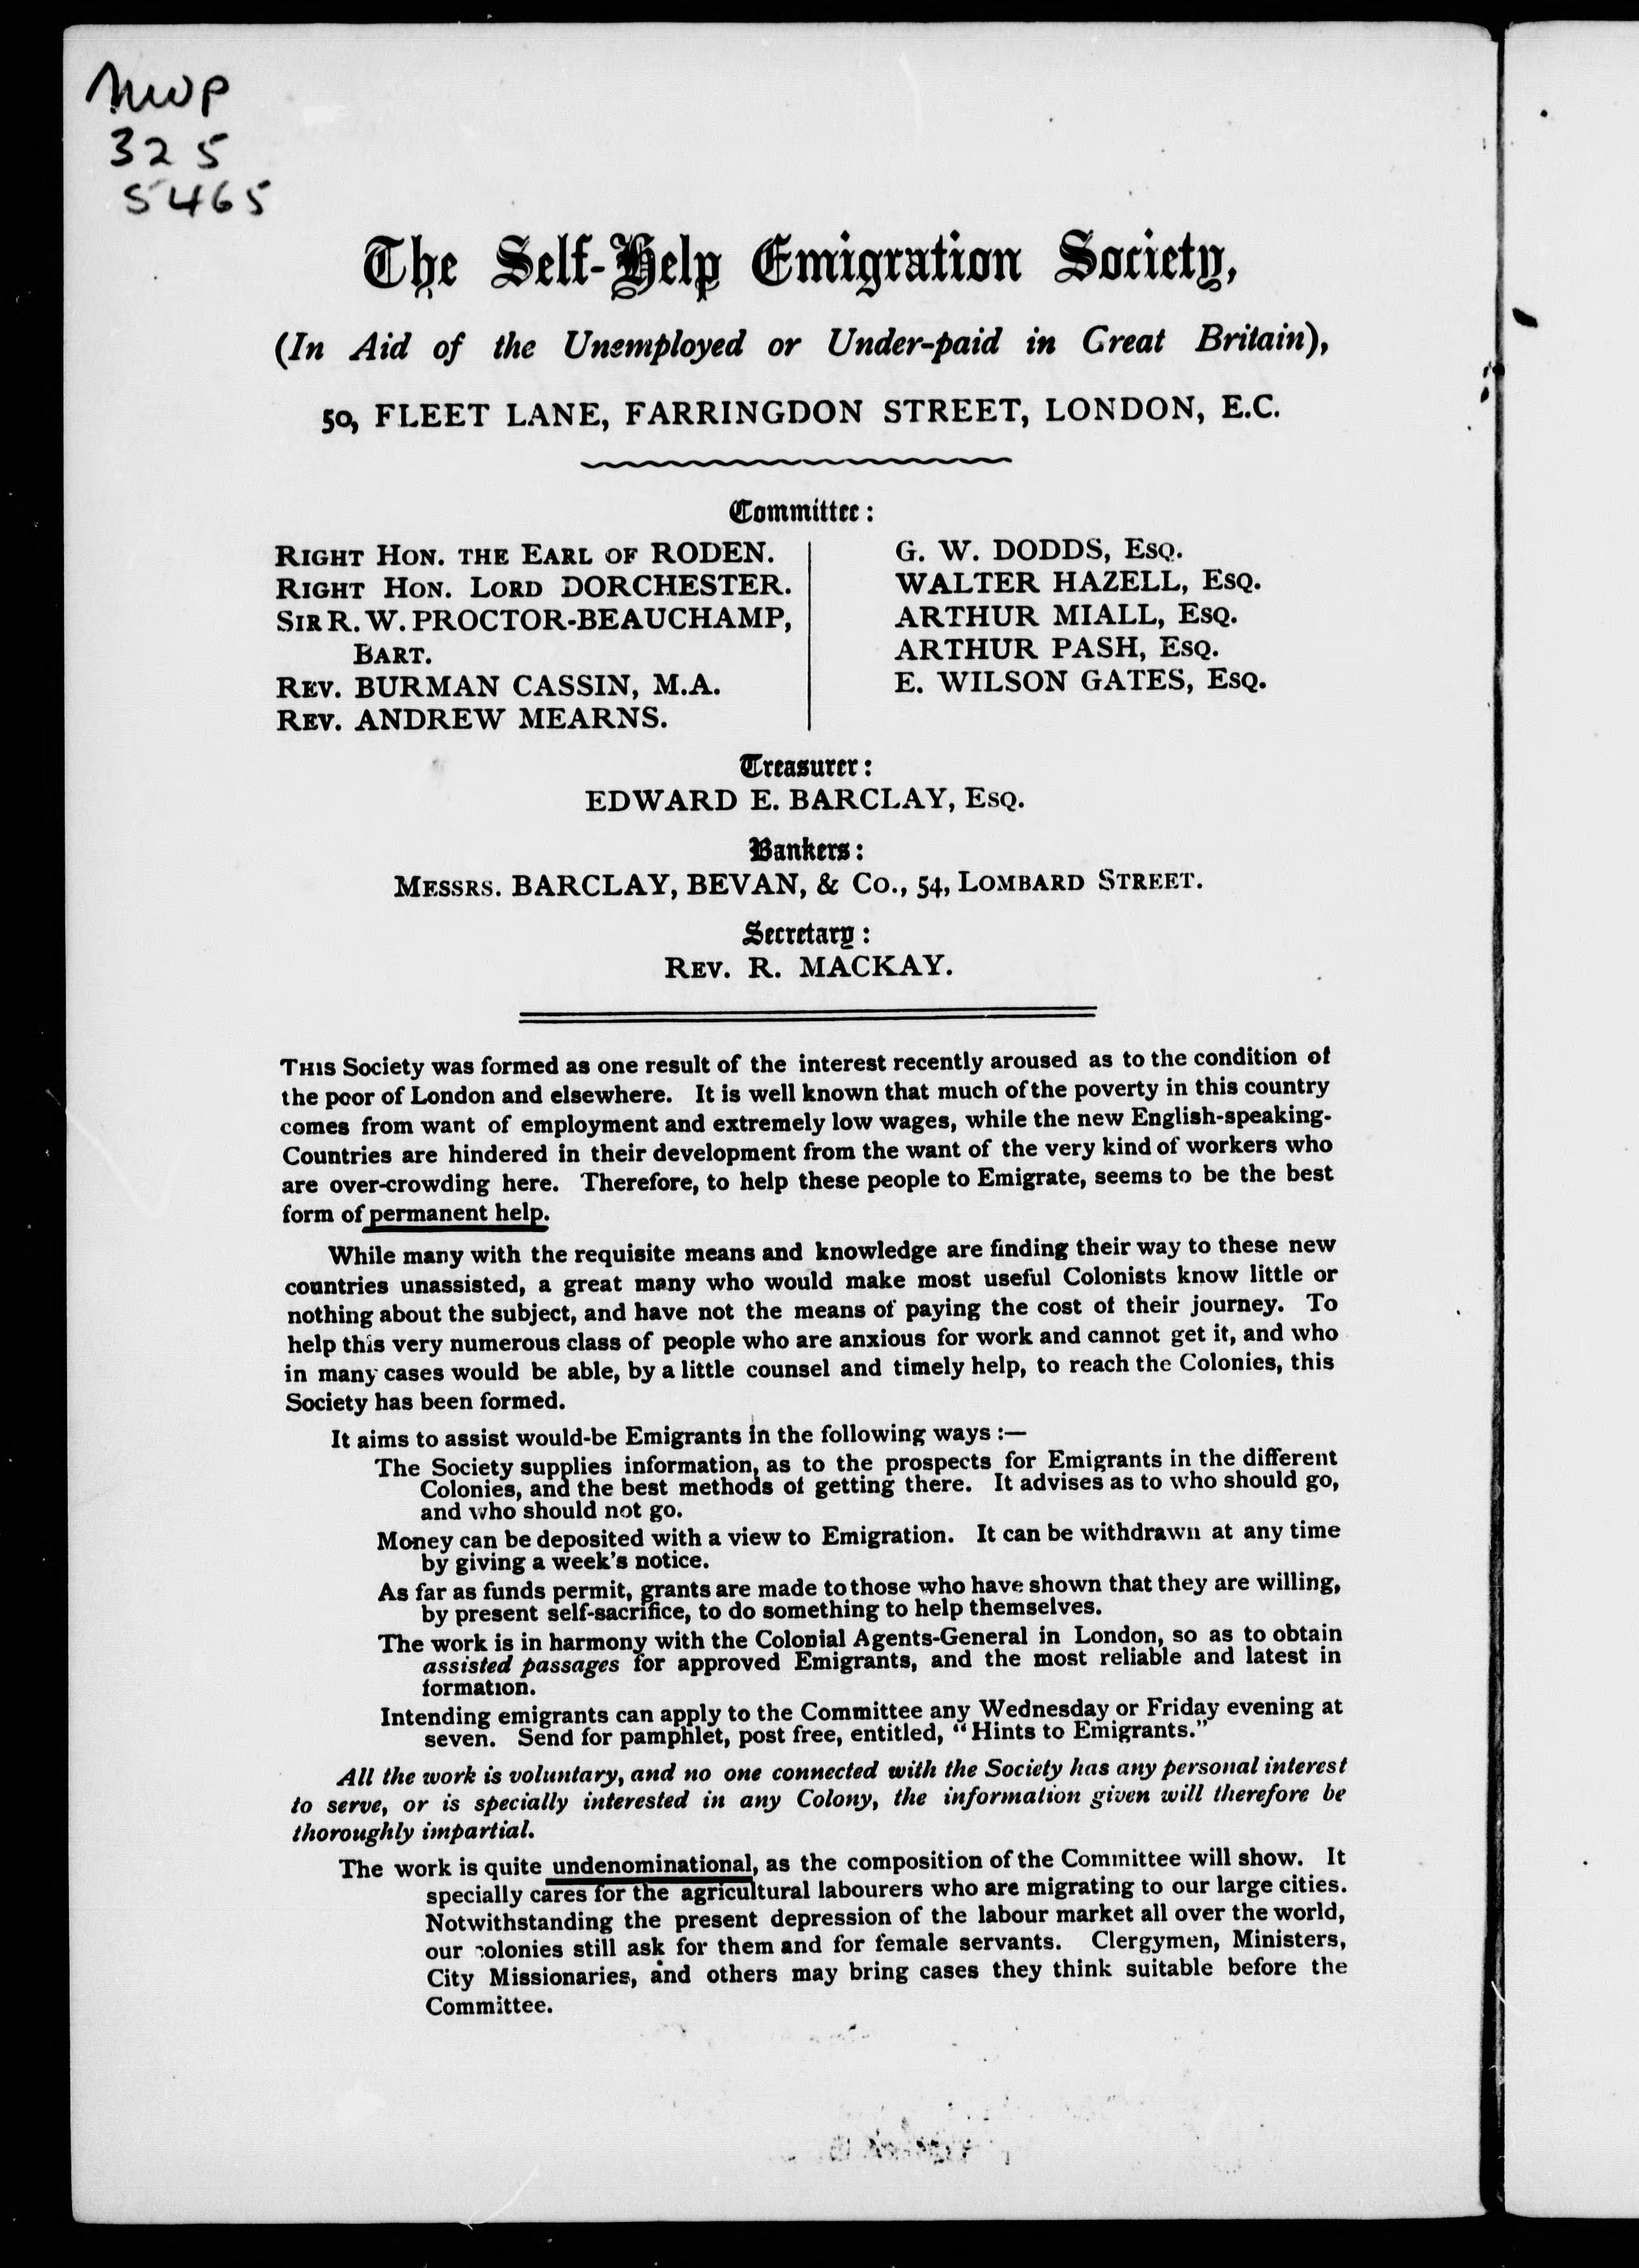 NWP
325
5465
The Self-Help Emigration Society,
(In Aid of the Unemployed or Under-paid in Great Britain),
50, FLEET LANE, FARRINGDON STREET, LONDON, E.C.
Committee:
RIGHT HON. THE EARL OF RODEN.
RIGHT HON. LORD DORCHESTER.
SIR R. W. PROCTOR-BEAUCHAMP,
BART.
REV. BURMAN CASSIN, M.A.
REV. ANDREW MEARNS.
G. W. DODDS, ESQ.
WALTER HAZELL, ESQ.
ARTHUR MIALL, ESQ.
ARTHUR PASH, ESQ.
E. WILSON GATES, ESQ.
Treasurer:
EDWARD E. BARCLAY, ESQ.
Bankers:
MESSRS. BARCLAY, BEVAN, & CO., 54, LOMBARD STREET.
Secretary:
REV. R. MACKAY.
THIS Society was formed as one result of the interest recently aroused as to the condition of
the poor of London and elsewhere. It is well known that much of the poverty in this country
comes from want of employment and extremely low wages, while the new English-speaking-
Countries are hindered in their development from the want of the very kind of workers who
are over-crowding here. Therefore, to help these people to Emigrate, seems to be the best
form of permanent help.
While many with the requisite means and knowledge are finding their way to these new
countries unassisted, a great many who would make most useful Colonists know little or
nothing about the subject, and have not the means of paying the cost of their journey. To
help this very numerous class of people who are anxious for work and cannot get it, and who
in many cases would be able, by a little counsel and timely help, to reach the Colonies, this
Society has been formed.
It aims to assist would-be Emigrants in the following ways :—
The Society supplies information, as to the prospects for Emigrants in the different
Colonies, and the best methods of getting there. It advises as to who should go,
and who should not go.
Money can be deposited with a view to Emigration. It can be withdrawn at any time
by giving a week's notice.
As far as funds permit, grants are made to those who have shown that they are willing,
by present self-sacrifice, to do something to help themselves.
The work is in harmony with the Colonial Agents-General in London, so as to obtain
assisted passages for approved Emigrants, and the most reliable and latest in
formation.
Intending emigrants can apply to the Committee any Wednesday or Friday evening at
seven. Send for pamphlet, post free, entitled, "Hints to Emigrants."
All the work is voluntary, and no one connected with the Society has any personal interest
to serve, or is specially interested in any Colony, the information given will therefore be
thoroughly impartial.
The work is quite undenominational, as the composition of the Committee will show. It
specially cares for the agricultural labourers who are migrating to our large cities.
Notwithstanding the present depression of the labour market all over the world,
our colonies still ask for them and for female servants. Clergymen, Ministers,
City Missionaries, and others may bring cases they think suitable before the
Committee.